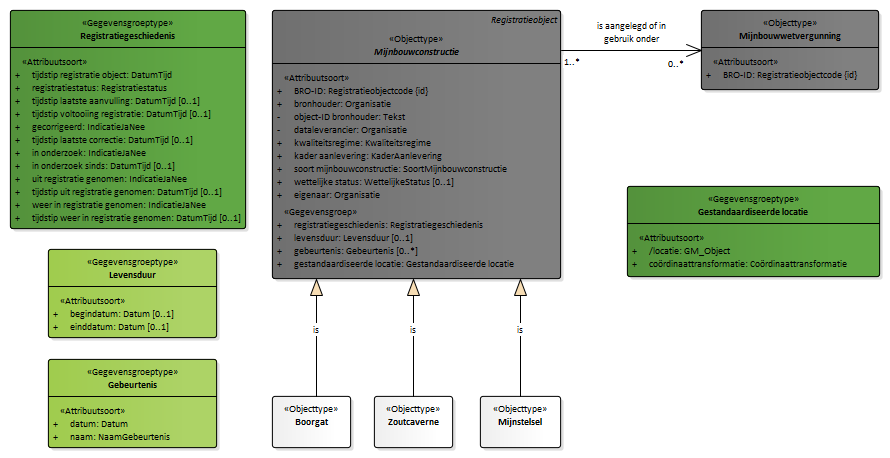 «Gegevensgroeptype»
Registratiegeschiedenis
«Attribuutsoort»
+ tijdstip registratie object: DatumTijd
+ registratiestatus: Registratiestatus
+ tijdstip laatste aanvulling: DatumTijd [0..1]
+ tijdstip voltooiing registratie: DatumTijd [0..1]
+ gecorrigeerd: IndicatieJaNee
+ tijdstip laatste correctie: DatumTijd [0..1]
+ in onderzoek: IndicatieJaNee
+ in onderzoek sinds: DatumTijd [0..1]
+ uit registratie genomen: IndicatieJaNee
+ tijdstip uit registratie genomen: DatumTijd [0..1]
+ weer in registratie genomen: IndicatieJaNee
+ tijdstip weer in registratie genomen: DatumTijd [0..1]
«Gegevensgroeptype»
Levensduur
«Attribuutsoort»
+ begindatum: Datum [0..1]
+ einddatum: Datum [0..1]
«Gegevensgroeptype»
Gebeurtenis
«Attribuutsoort»
+ datum: Datum
+ naam: NaamGebeurtenis
Registratieobject
«Objecttype»
Mijnbouwconstructie
«Attribuutsoort»
+ BRO-ID: Registratieobjectcode {id}
+ bronhouder: Organisatie
- object-ID bronhouder: Tekst
- dataleverancier: Organisatie
+ kwaliteitsregime: Kwaliteitsregime
+ kader aanlevering: KaderAanlevering
+ soort mijnbouwconstructie: SoortMijnbouwconstructie
+ wettelijke status: WettelijkeStatus [0..1]
+ eigenaar: Organisatie
«Gegevensgroep»
+ registratiegeschiedenis: Registratiegeschiedenis
+ levensduur: Levensduur [0..1]
+ gebeurtenis: Gebeurtenis [0..*]
+ gestandaardiseerde locatie: Gestandaardiseerde locatie
is aangelegd of in
gebruik onder
1..*
0..*
«Objecttype»
Mijnbouwwetvergunning
«Attribuutsoort»
+ BRO-ID: Registratieobjectcode {id}
«Gegevensgroeptype»
Gestandaardiseerde locatie
«Attribuutsoort»
+ /locatie: GM_Object
+ coördinaattransformatie: Coördinaattransformatie
is
is
is
«Objecttype»
Boorgat
«Objecttype»
Zoutcaverne
«Objecttype»
Mijnstelsel